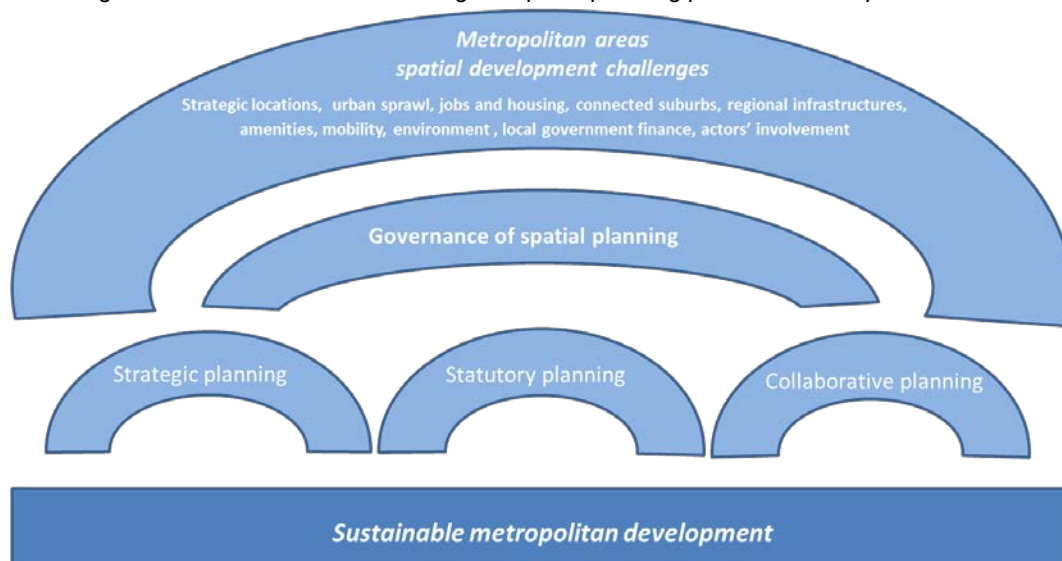 Metropolitan areas
spatial development challenges
Strategic locations, urban sprawl, jobs and housing, connected suburbs, regional infrastructures,
amenities, mobility, environment , local government finance, actors' involvement
Governance of spatial planning
Strategic planning
Statutory planning
Collaborative planning
Sustainable metropolitan development